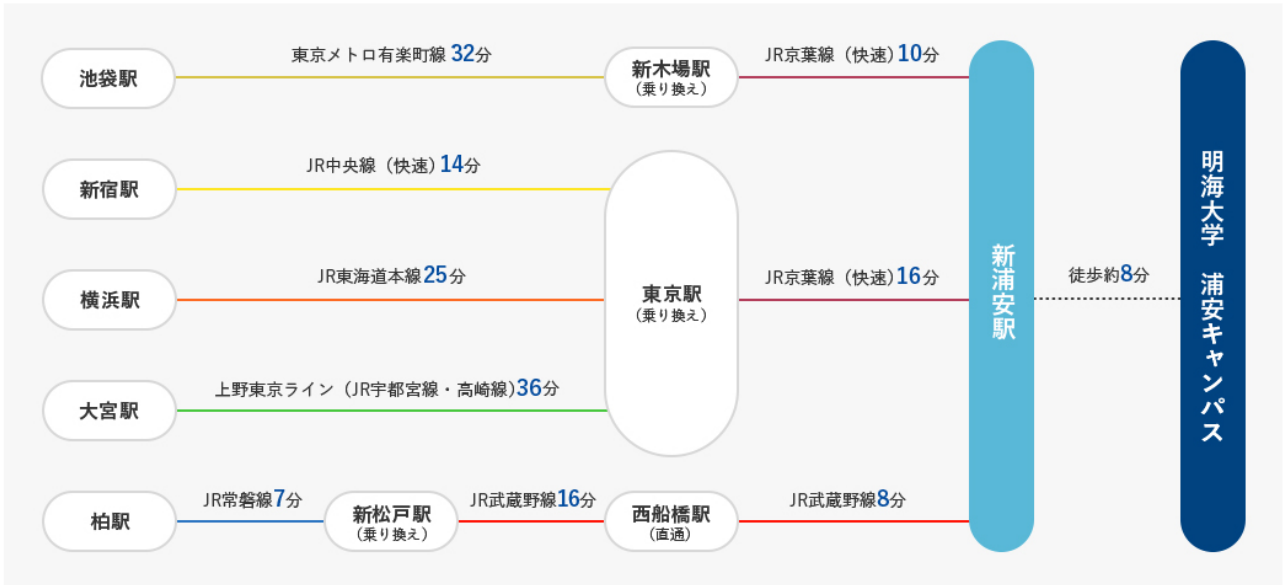 東京メトロ有楽町線 32分
JR京葉線（快速）10分
池袋駅
新木場駅
（乗り換え）
JR中央線（快速）14分
新宿駅
JR東海道本線25分
JR京葉線（快速）16分
横浜駅
東京駅
（乗り換え）
上野東京ライン（JR宇都宮線・高崎線）36分
大宮駅
JR常磐線7分
JR武蔵野線16分
JR武蔵野線8分
柏駅
新松戸駅
（乗り換え）
西船橋駅
（直通）
新浦安駅
徒歩約8分
明海大学　浦安キャンパス